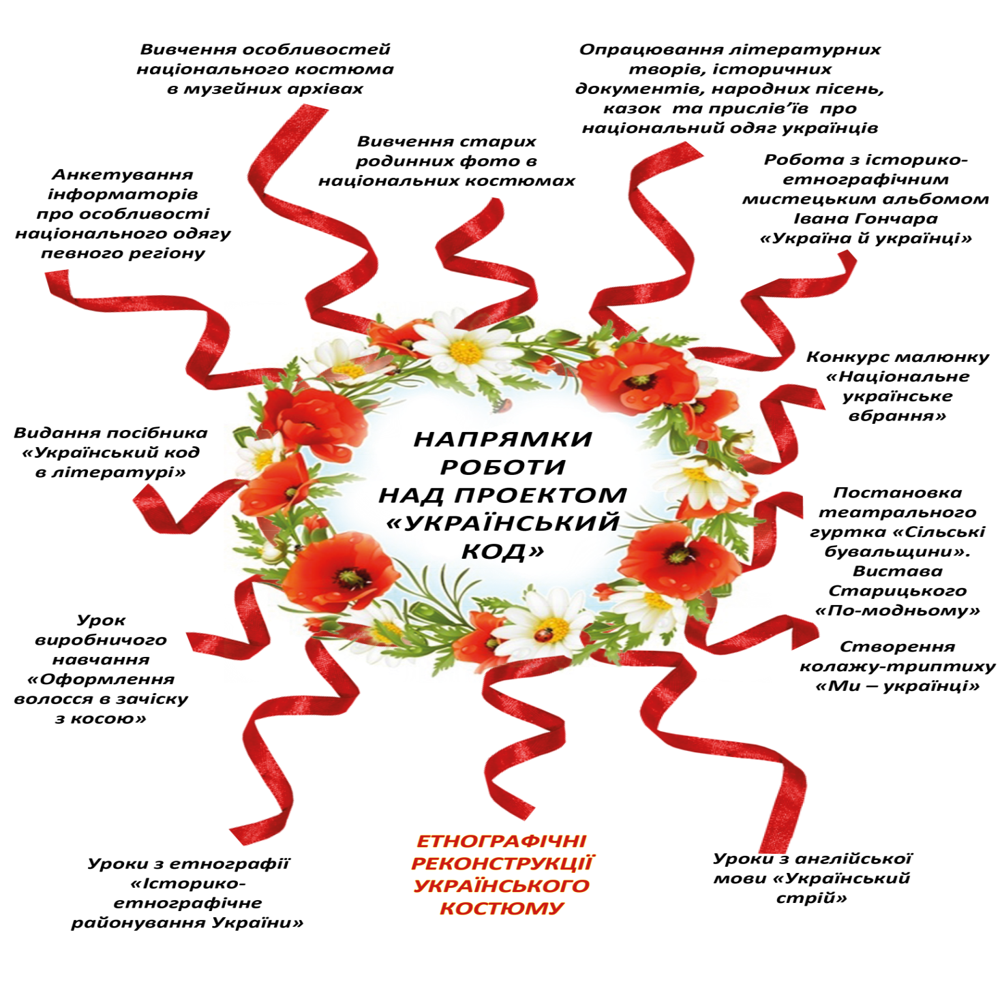 Вивчення особливостей
національного костюма
в музейних архівах
Опрацювання літературних
творів, історичних
документів, народних пісень,
казок та прислів’їв про
національний одяг українців
Вивчення старих
родинних фото в
національних костюмах
Анкетування
інформаторів
про особливості
національного одягу
певного регіону
Робота з історико-
етнографічним
мистецьким альбомом
Івана Гончара
«Україна й українці»
Конкурс малюнку
«Національне
українське
вбрання»
Видання посібника
«Український код
в літературі»
НАПРЯМКИ
РОБОТИ
НАД ПРОЕКТОМ
«УКРАЇНСЬКИЙ
КОД»
Постановка
театрального
гуртка «Сільські
бувальщини».
Вистава
Старицького
«По-модньому»
Урок
виробничого
навчання
«Оформлення
волосся в зачіску
з косою»
Створення
колажу-триптиху
«Ми – українці»
Уроки з етнографії
«Історико-
етнографічне
районування України»
ЕТНОГРАФІЧНІ
РЕКОНСТРУКЦІЇ
УКРАЇНСЬКОГО
КОСТЮМУ
Уроки з англійської
мови «Український
стрій»